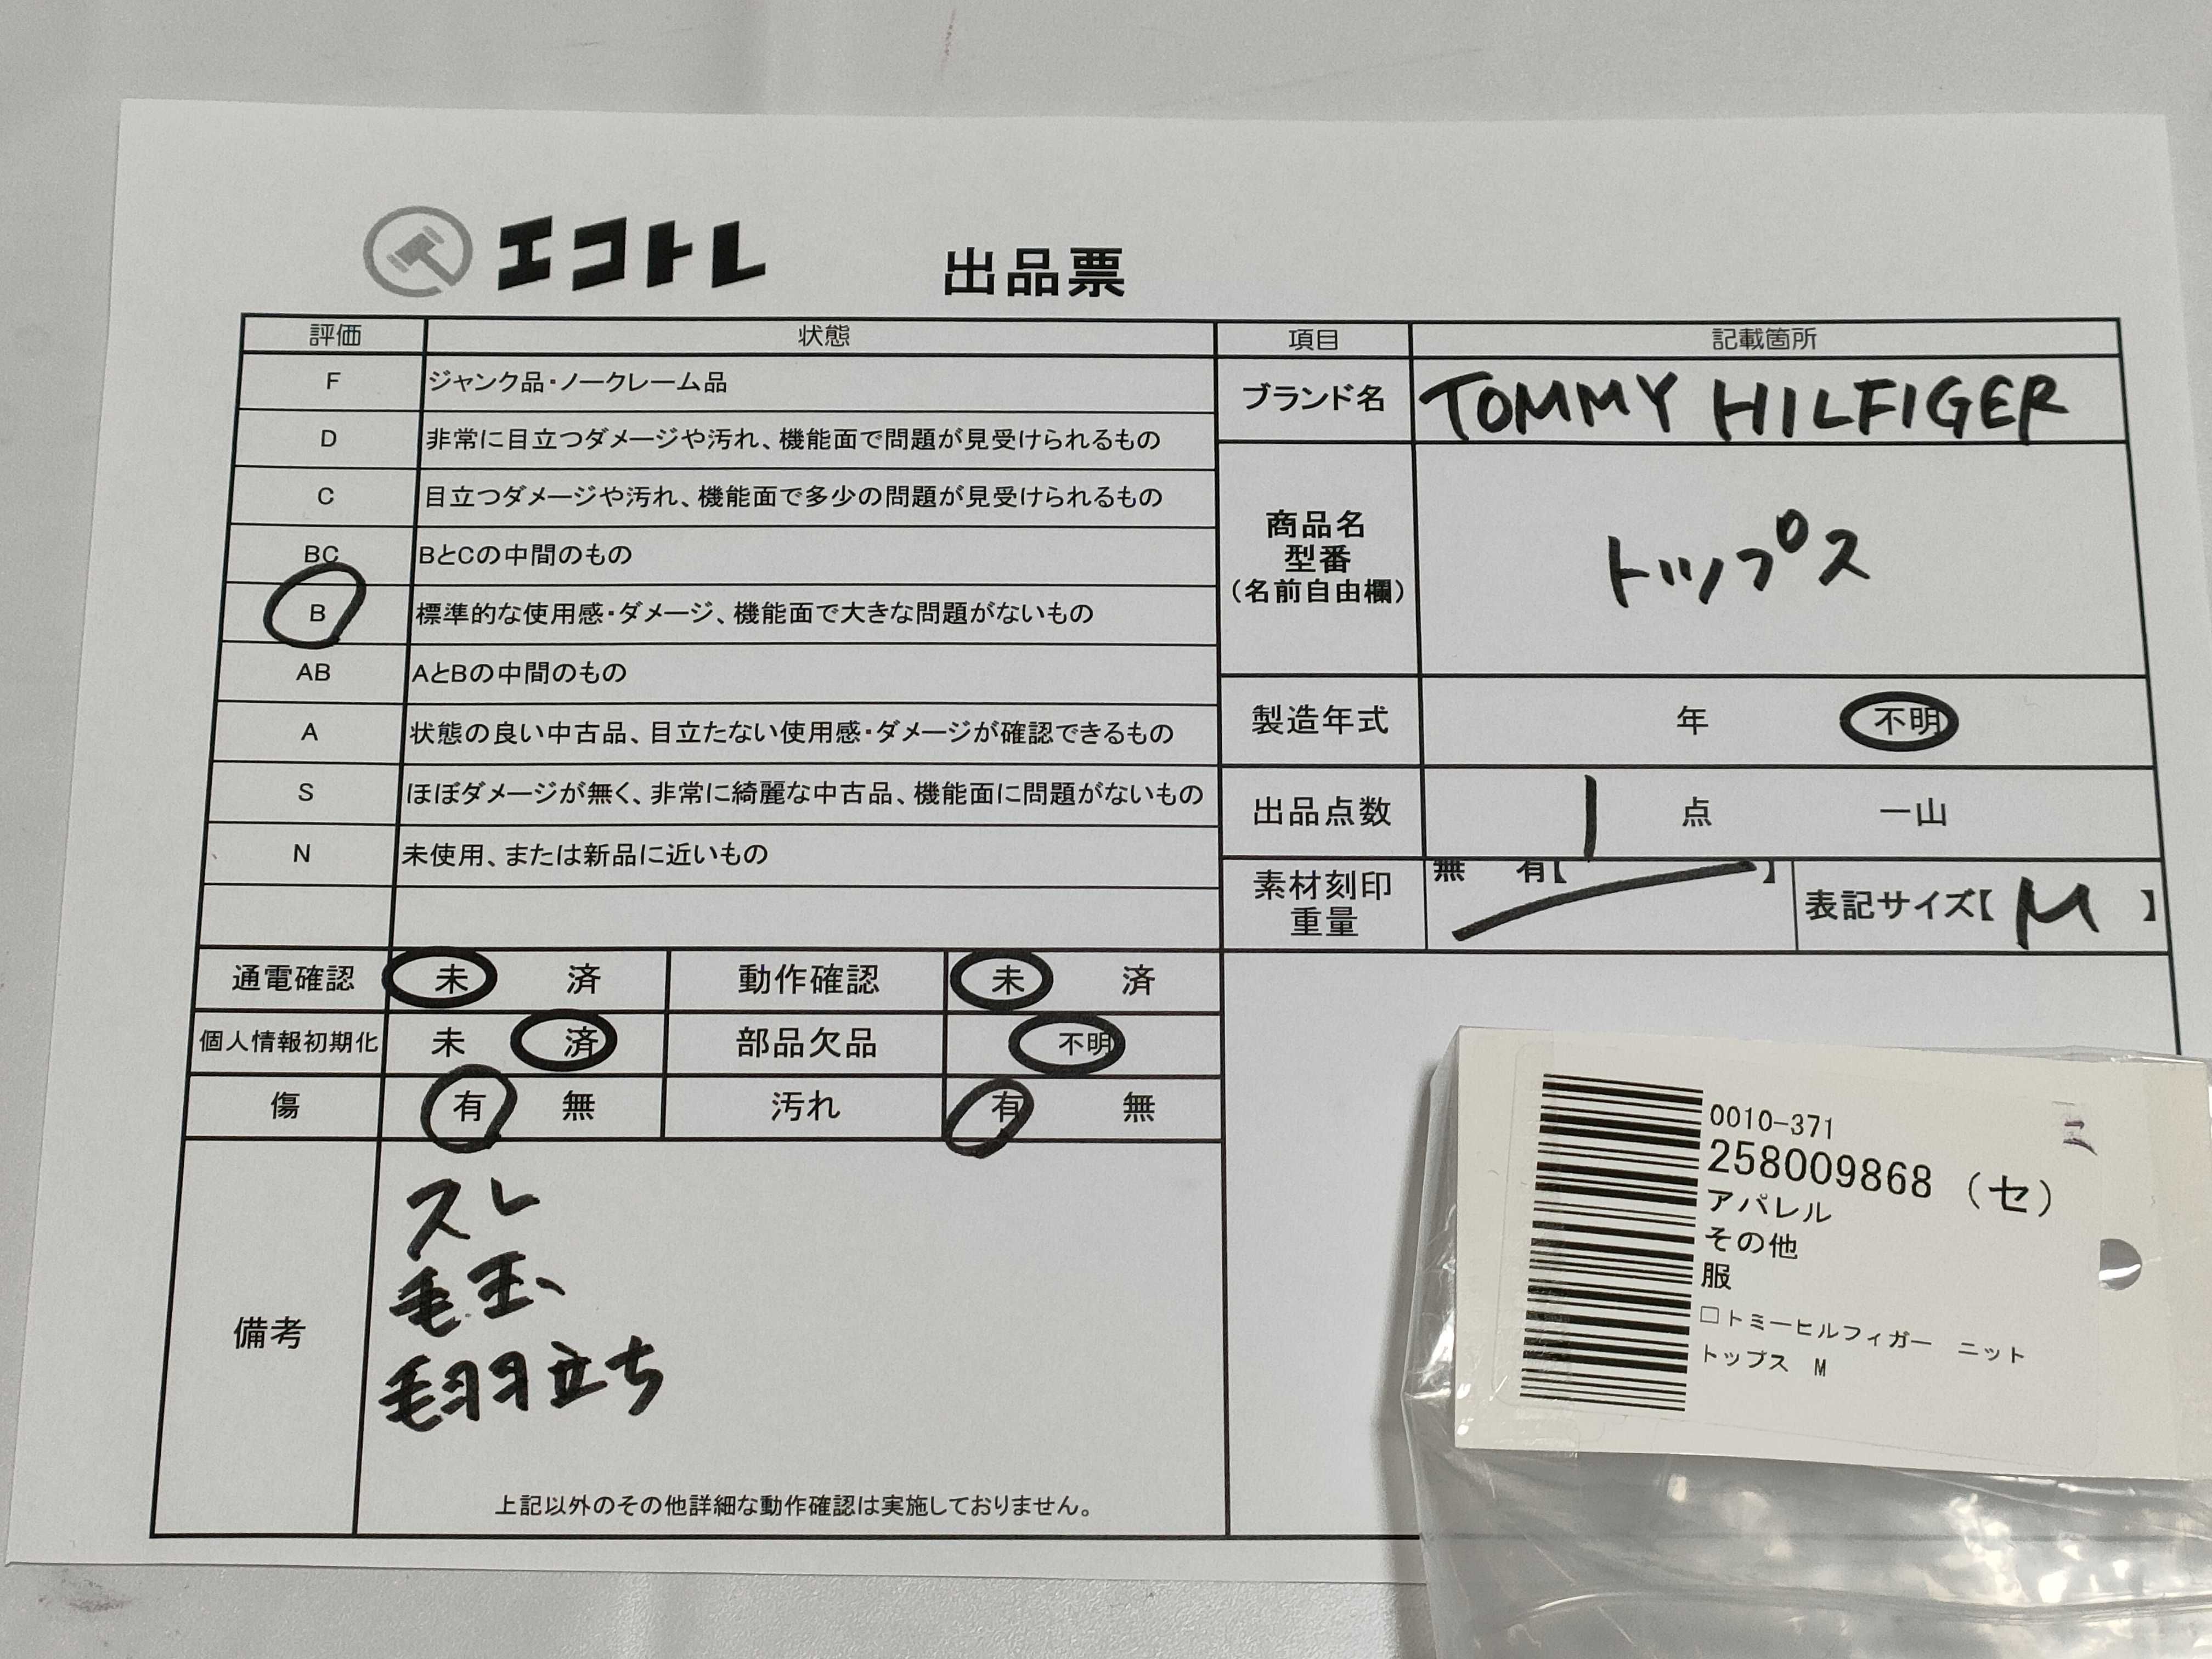 エコトレ 出品票
評価 状態
F ジャンク品・ノークレーム品
D 非常に目立つダメージや汚れ、機能面で問題が見受けられるもの
C 目立つダメージや汚れ、機能面で多少の問題が見受けられるもの
BC BとCの中間のもの
B 標準的な使用感・ダメージ、機能面で大きな問題がないもの
AB AとBの中間のもの
A 状態の良い中古品、目立たない使用感・ダメージが確認できるもの
S ほぼダメージが無く、非常に綺麗な中古品、機能面に問題がないもの
N 未使用、または新品に近いもの
項目 記載箇所
ブランド名 TOMMY HILFIGER
商品名
型番
(名前自由欄)
トップス
製造年式 年 不明
出品点数 1 点 一山
素材刻印
重量
無 有【 】
表記サイズ【 M 】
通電確認 未 済 動作確認 未 済
個人情報初期化 未 済 部品欠品 不明
傷 有 無 汚れ 有 無
備考
スレ
毛玉、
毛羽立ち
上記以外のその他詳細な動作確認は実施しておりません。
0010-371
258009868 (セ)
アパレル
その他
服
□トミーヒルフィガー ニット
トップス M